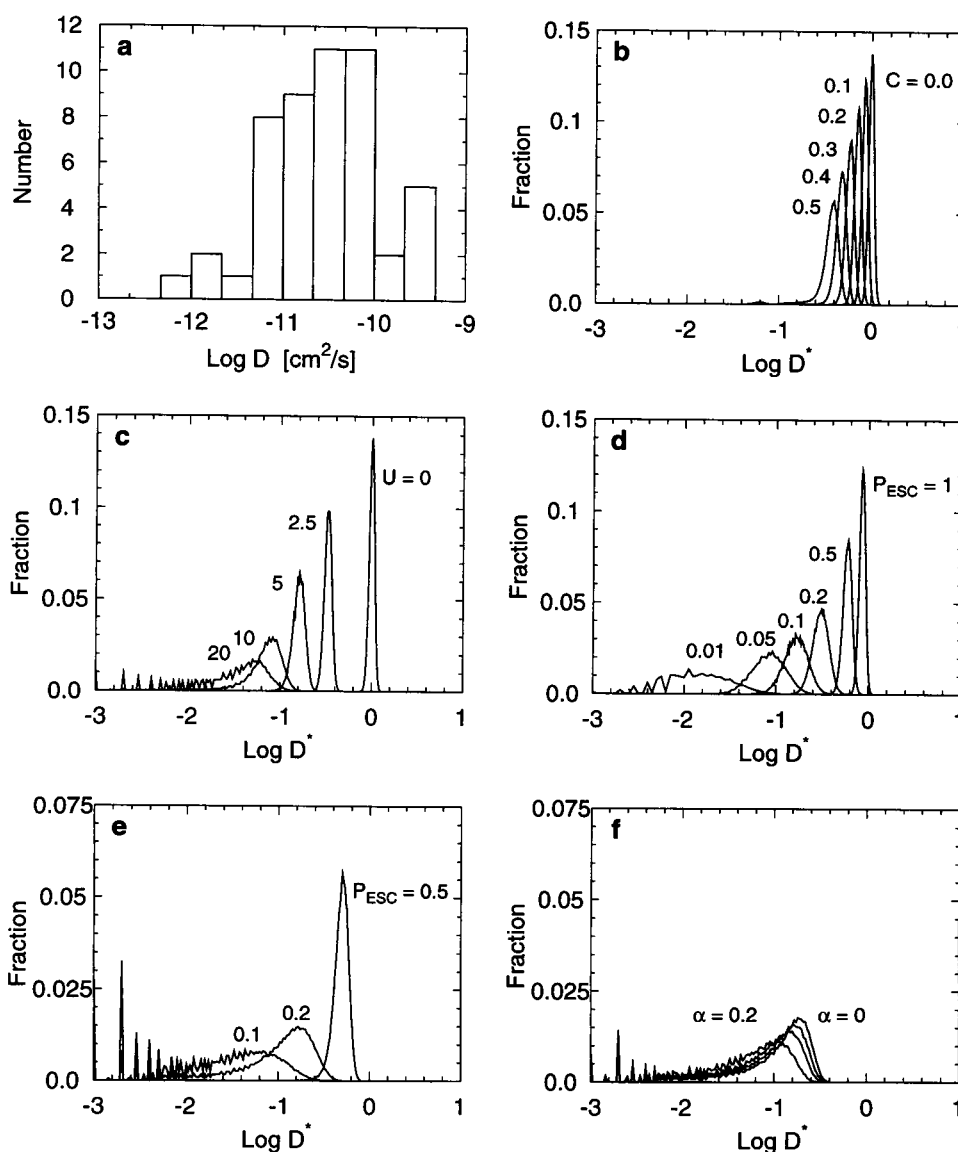 a
Number
12
10
8
6
4
2
0
-13
-12
-11
-10
-9
Log D [cm²/s]
b
Fraction
0.15
0.1
0.05
0.0
C = 0.0
0.1
0.2
0.3
0.4
0.5
-3
-2
-1
0
1
Log D*
c
Fraction
0.15
0.1
0.05
0.0
U = 0
2.5
5
10
20
-3
-2
-1
0
1
Log D*
d
Fraction
0.15
0.1
0.05
0.0
P_ESC = 1
0.5
0.2
0.1
0.05
0.01
-3
-2
-1
0
Log D*
e
Fraction
0.075
0.05
0.025
0.0
P_ESC = 0.5
0.2
0.1
-3
-2
-1
0
1
Log D*
f
Fraction
0.075
0.05
0.025
0.0
α = 0.2
α = 0
-3
-2
-1
0
Log D*